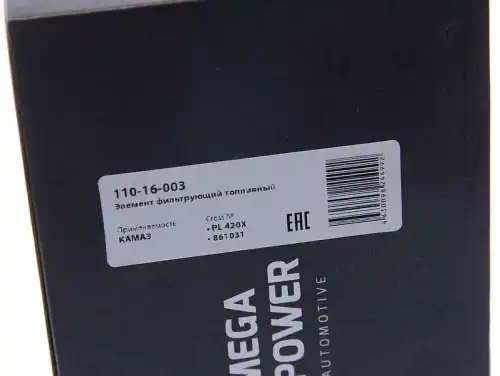 110-16-003
Элемент фильтрующий топливный
Применяемость
КАМАЗ
Cross №
• PL 420X
• 861031
EAC
MEGA
POWER
AUTOMOTIVE